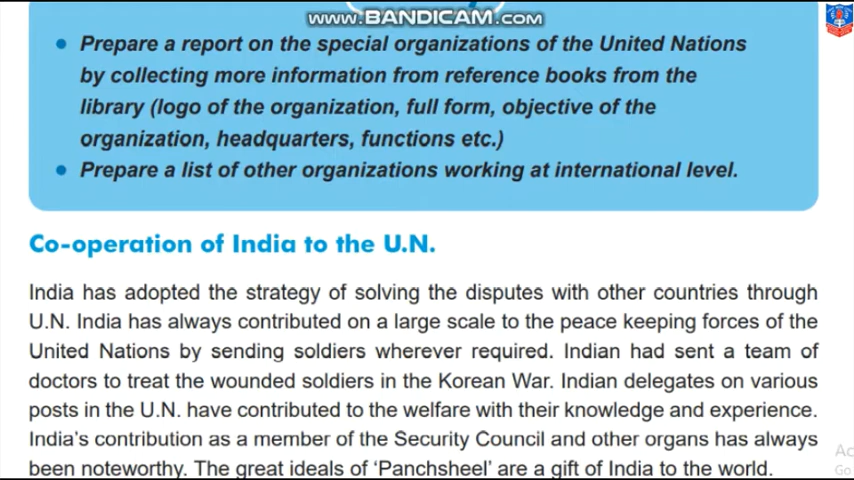 www.BANDICAM.com
Prepare a report on the special organizations of the United Nations
by collecting more information from reference books from the
library (logo of the organization, full form, objective of the
organization, headquarters, functions etc.)
Prepare a list of other organizations working at international level.
Co-operation of India to the U.N.
India has adopted the strategy of solving the disputes with other countries through
U.N. India has always contributed on a large scale to the peace keeping forces of the
United Nations by sending soldiers wherever required. Indian had sent a team of
doctors to treat the wounded soldiers in the Korean War. Indian delegates on various
posts in the U.N. have contributed to the welfare with their knowledge and experience.
India's contribution as a member of the Security Council and other organs has always
been noteworthy. The great ideals of 'Panchsheel' are a gift of India to the world.